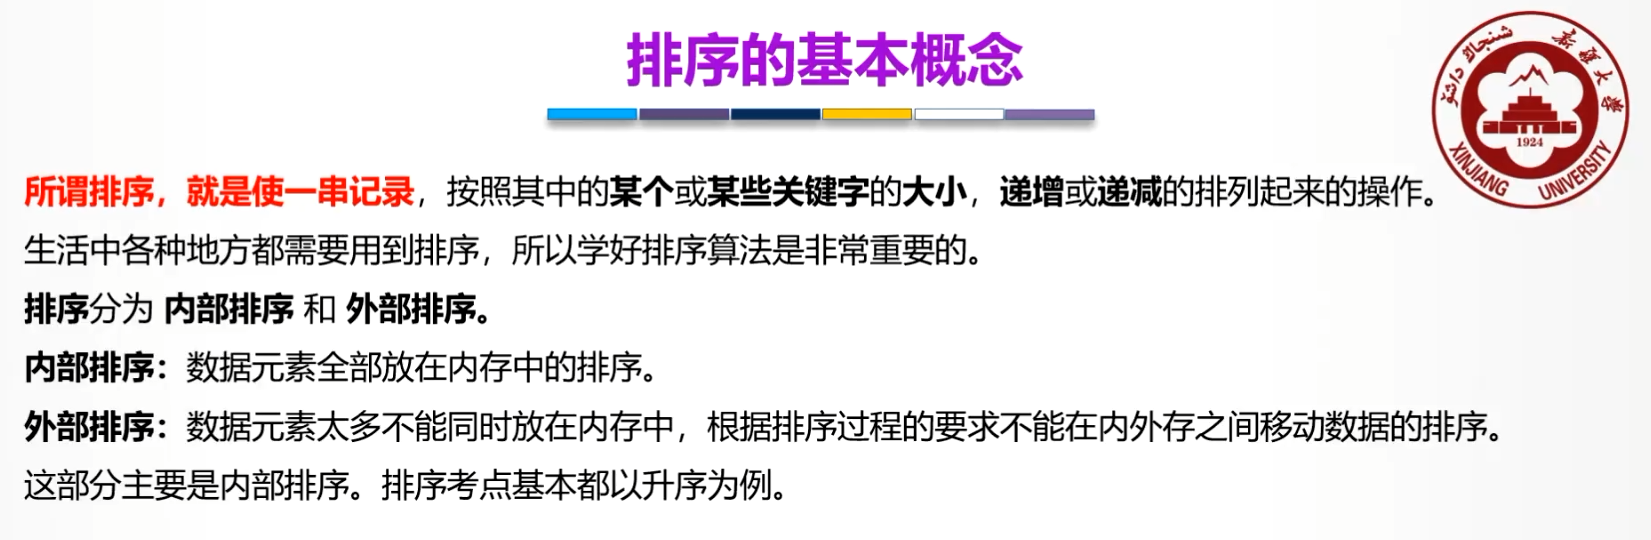 排序的基本概念
شىنجاڭ داشۆ
新疆大学
1924
XINJIANG UNIVERSITY
所谓排序，就是使一串记录，按照其中的某个或某些关键字的大小，递增或递减的排列起来的操作。
生活中各种地方都需要用到排序，所以学好排序算法是非常重要的。
排序分为 内部排序 和 外部排序。
内部排序：数据元素全部放在内存中的排序。
外部排序：数据元素太多不能同时放在内存中，根据排序过程的要求不能在内外存之间移动数据的排序。
这部分主要是内部排序。排序考点基本都以升序为例。